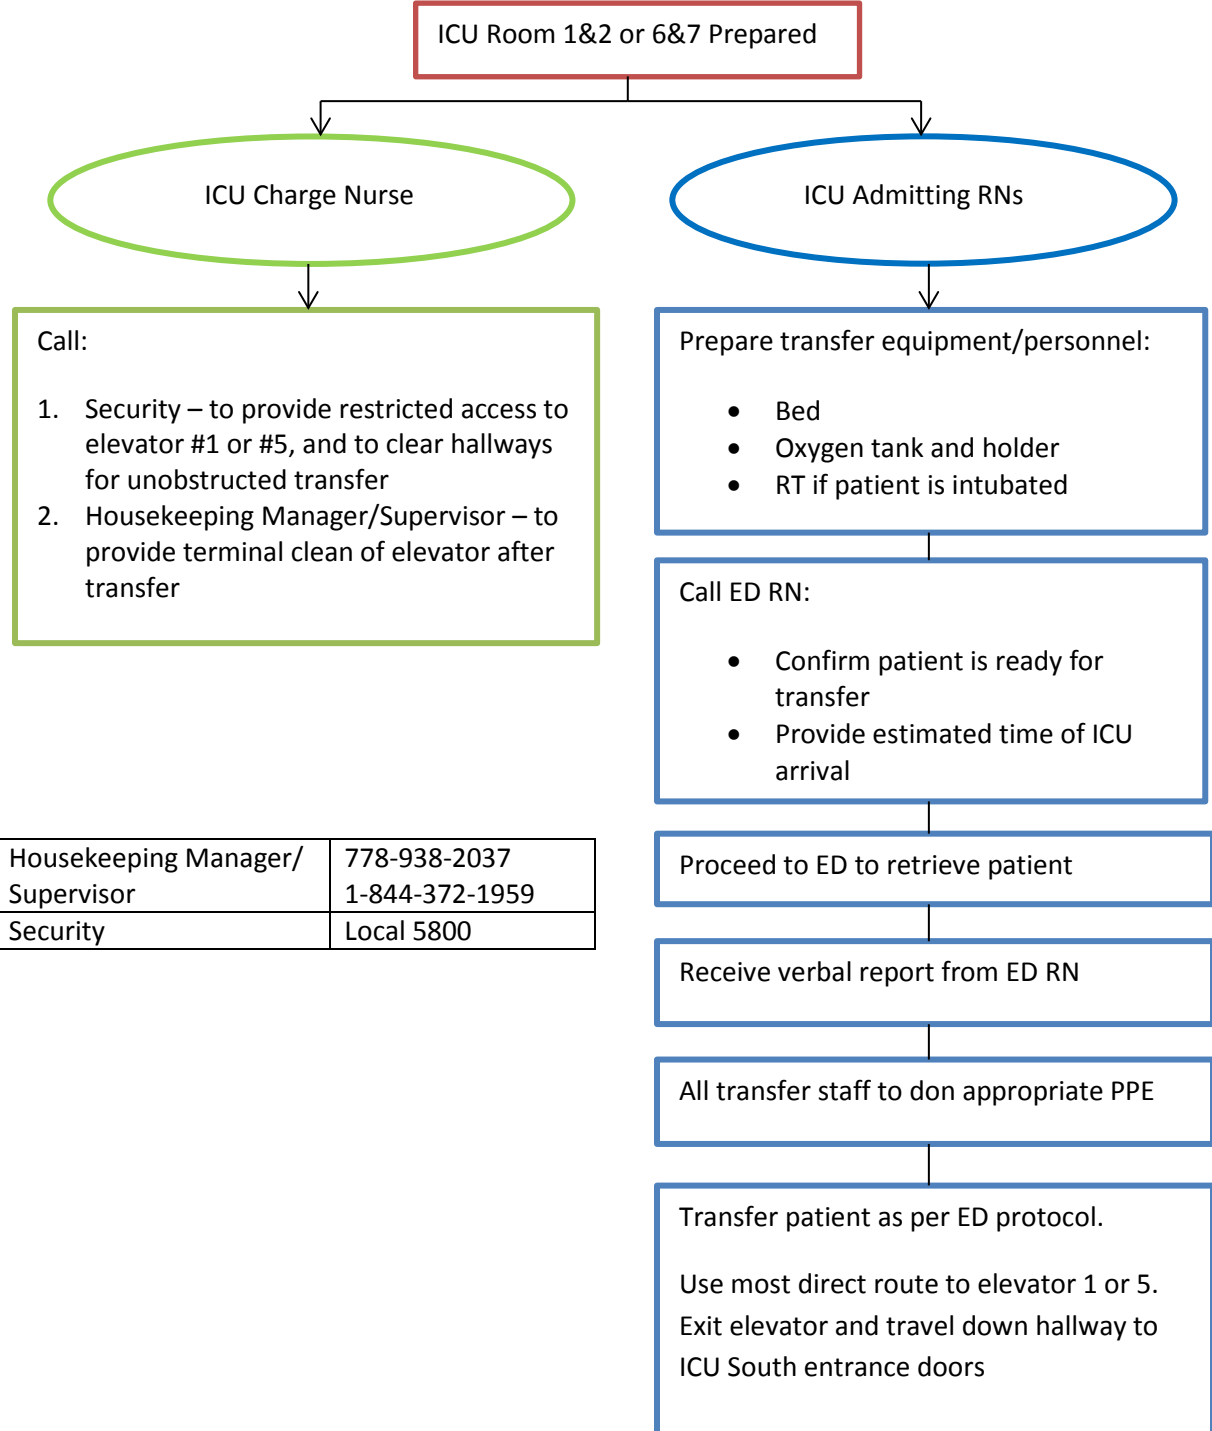 ICU Room 1&2 or 6&7 Prepared
ICU Charge Nurse
ICU Admitting RNs
Call:
1. Security – to provide restricted access to
elevator #1 or #5, and to clear hallways
for unobstructed transfer
2. Housekeeping Manager/Supervisor – to
provide terminal clean of elevator after
transfer
Prepare transfer equipment/personnel:
• Bed
• Oxygen tank and holder
• RT if patient is intubated
Call ED RN:
• Confirm patient is ready for
transfer
• Provide estimated time of ICU
arrival
Housekeeping Manager/ 778-938-2037
Supervisor 1-844-372-1959
Security Local 5800
Proceed to ED to retrieve patient
Receive verbal report from ED RN
All transfer staff to don appropriate PPE
Transfer patient as per ED protocol.
Use most direct route to elevator 1 or 5.
Exit elevator and travel down hallway to
ICU South entrance doors